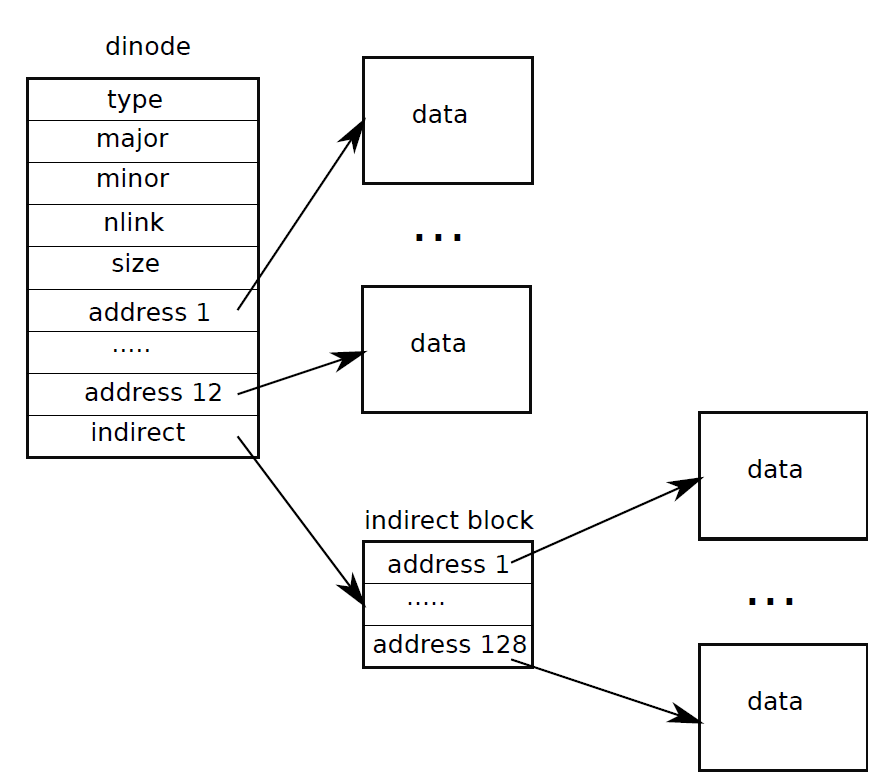 dinode
type
major
minor
nlink
size
address 1
.....
address 12
indirect
data
...
data
indirect block
address 1
.....
address 128
data
...
data